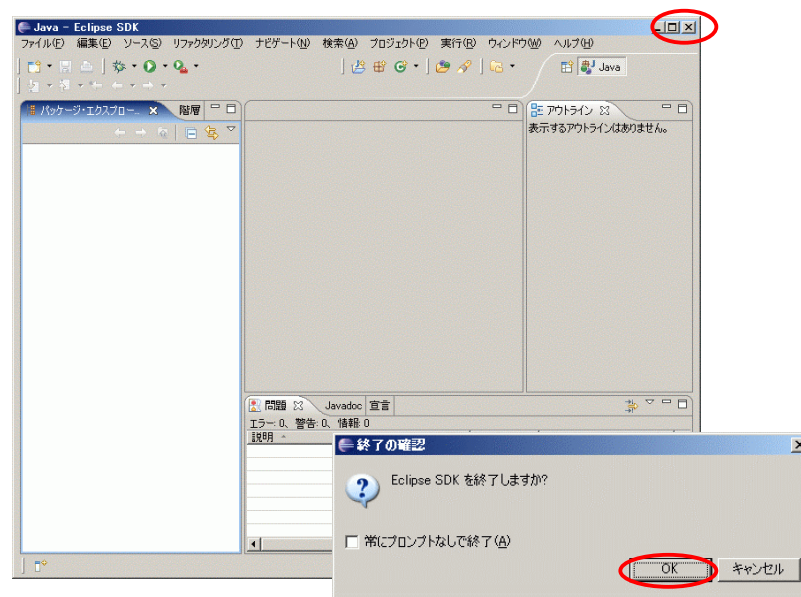 Java - Eclipse SDK
ファイル(F) 編集(E) ソース(S) リファクタリング(T) ナビゲート(N) 検索(A) プロジェクト(P) 実行(R) ウィンドウ(W) ヘルプ(H)
Java
パッケージ・エクスプロー... 階層
アウトライン
表示するアウトラインはありません。
問題 Javadoc 宣言
エラー: 0、警告: 0、情報: 0
説明
終了の確認
Eclipse SDK を終了しますか?
常にプロンプトなしで終了(A)
OK キャンセル